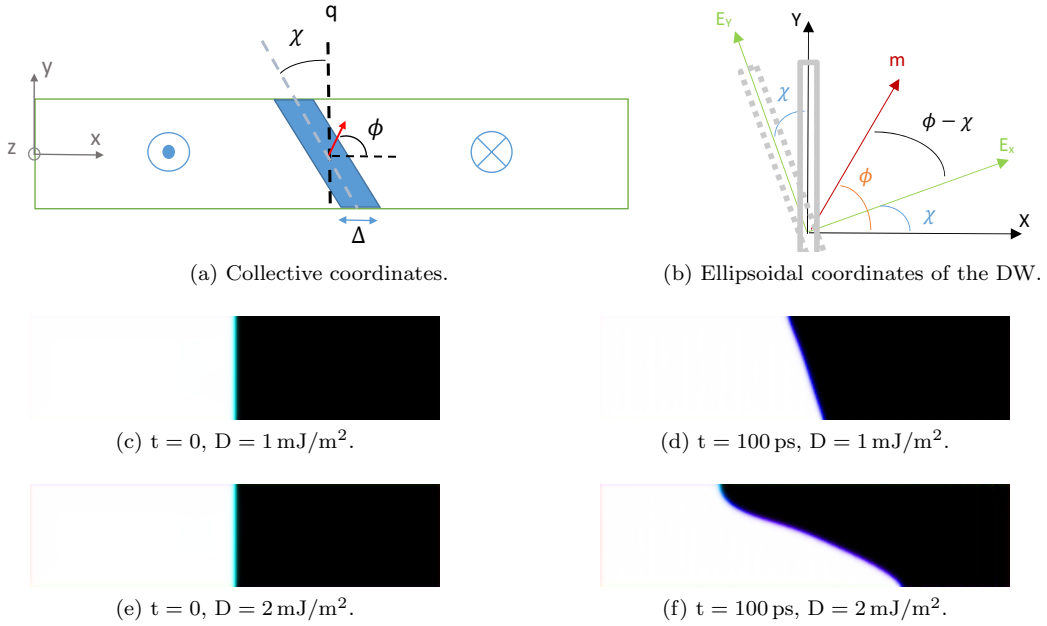 q
χ
y
ϕ
x
z
Δ
(a) Collective coordinates.
E_Y
Y
m
χ
ϕ − χ
E_x
ϕ
χ
X
(b) Ellipsoidal coordinates of the DW.
(c) t = 0, D = 1 mJ/m².
(d) t = 100 ps, D = 1 mJ/m².
(e) t = 0, D = 2 mJ/m².
(f) t = 100 ps, D = 2 mJ/m².